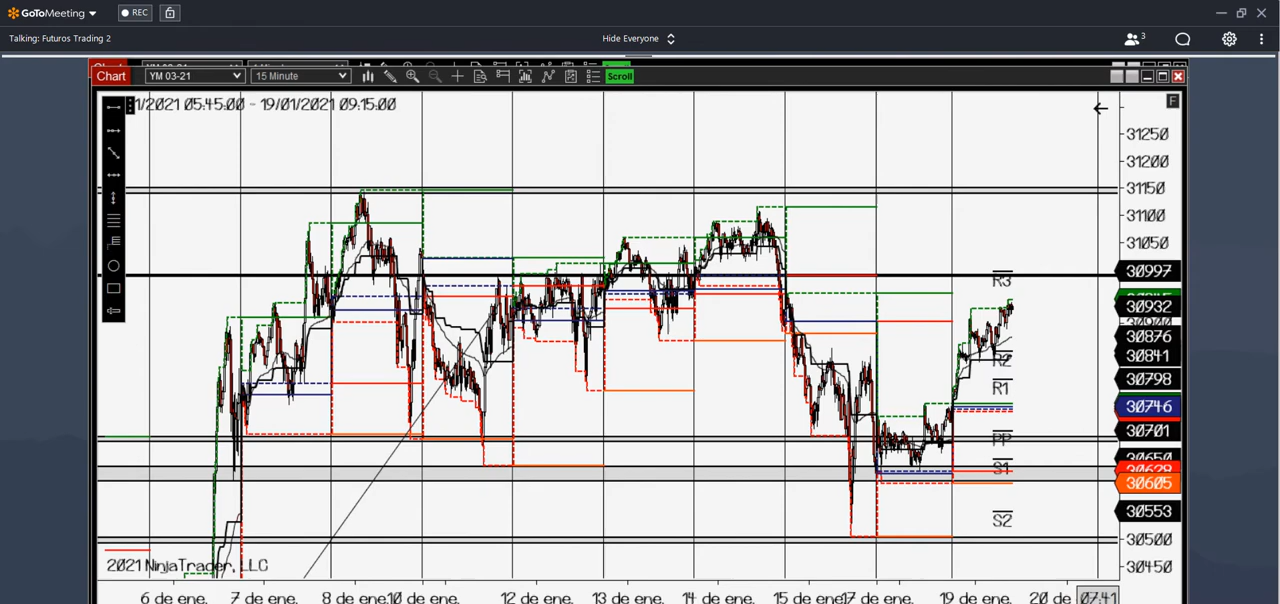 GoToMeeting
REC
Talking: Futuros Trading 2
Hide Everyone
3
Chart
YM 03-21
15 Minute
Scroll
1/2021 05:45:00 - 19/01/2021 09:15:00
F
31250
31200
31150
31100
31050
30997
30932
30876
30841
30798
30746
30701
30650
30628
30605
30553
30500
30450
R3
R2
R1
PP
S1
S2
2021 NinjaTrader, LLC
6 de ene.
7 de ene.
8 de ene.
10 de ene.
12 de ene.
13 de ene.
14 de ene.
15 de ene.
17 de ene.
19 de ene.
20 de
07:41